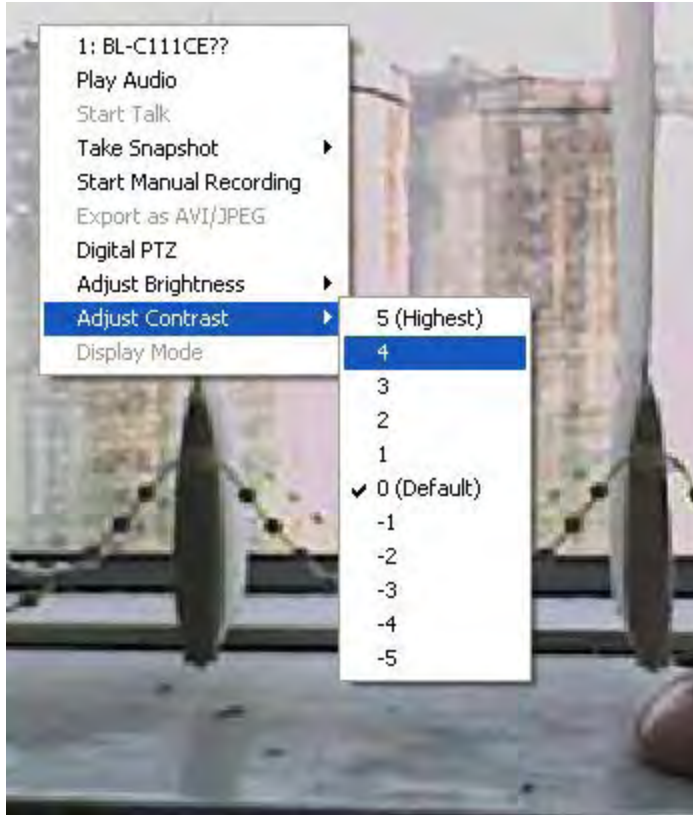 1: BL-C111CE??
Play Audio
Start Talk
Take Snapshot
Start Manual Recording
Export as AVI/JPEG
Digital PTZ
Adjust Brightness
Adjust Contrast
Display Mode
5 (Highest)
4
3
2
1
0 (Default)
-1
-2
-3
-4
-5